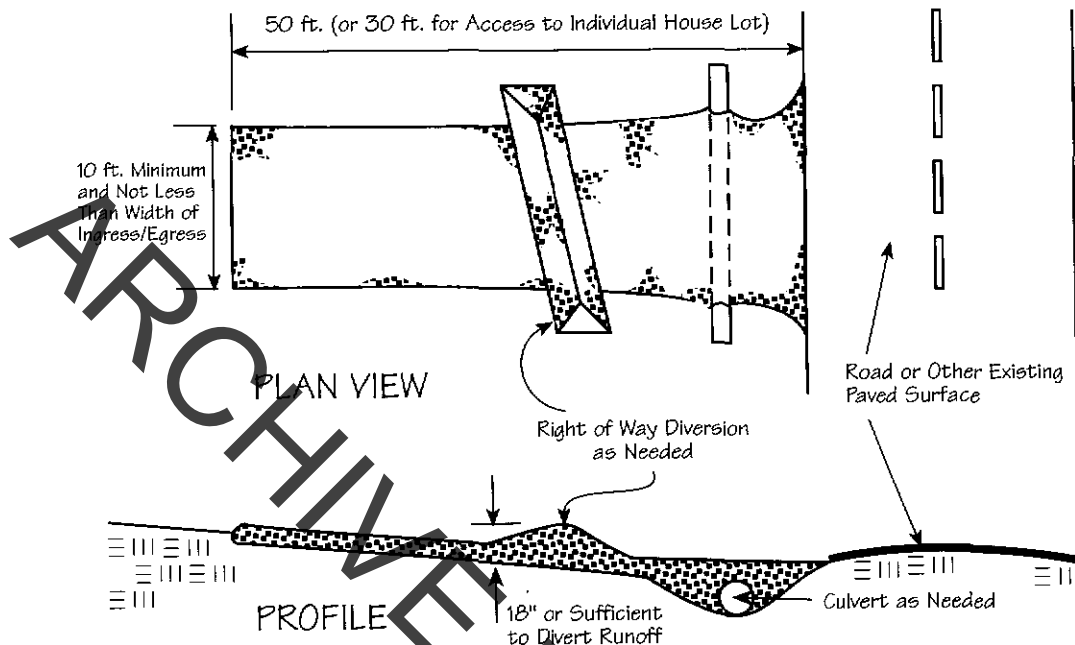 50 ft. (or 30 ft. for Access to Individual House Lot)
10 ft. Minimum
and Not Less
Than Width of
Ingress/Egress
PLAN VIEW
Road or Other Existing
Paved Surface
Right of Way Diversion
as Needed
PROFILE
18" or Sufficient
to Divert Runoff
Culvert as Needed
ARCHIVE